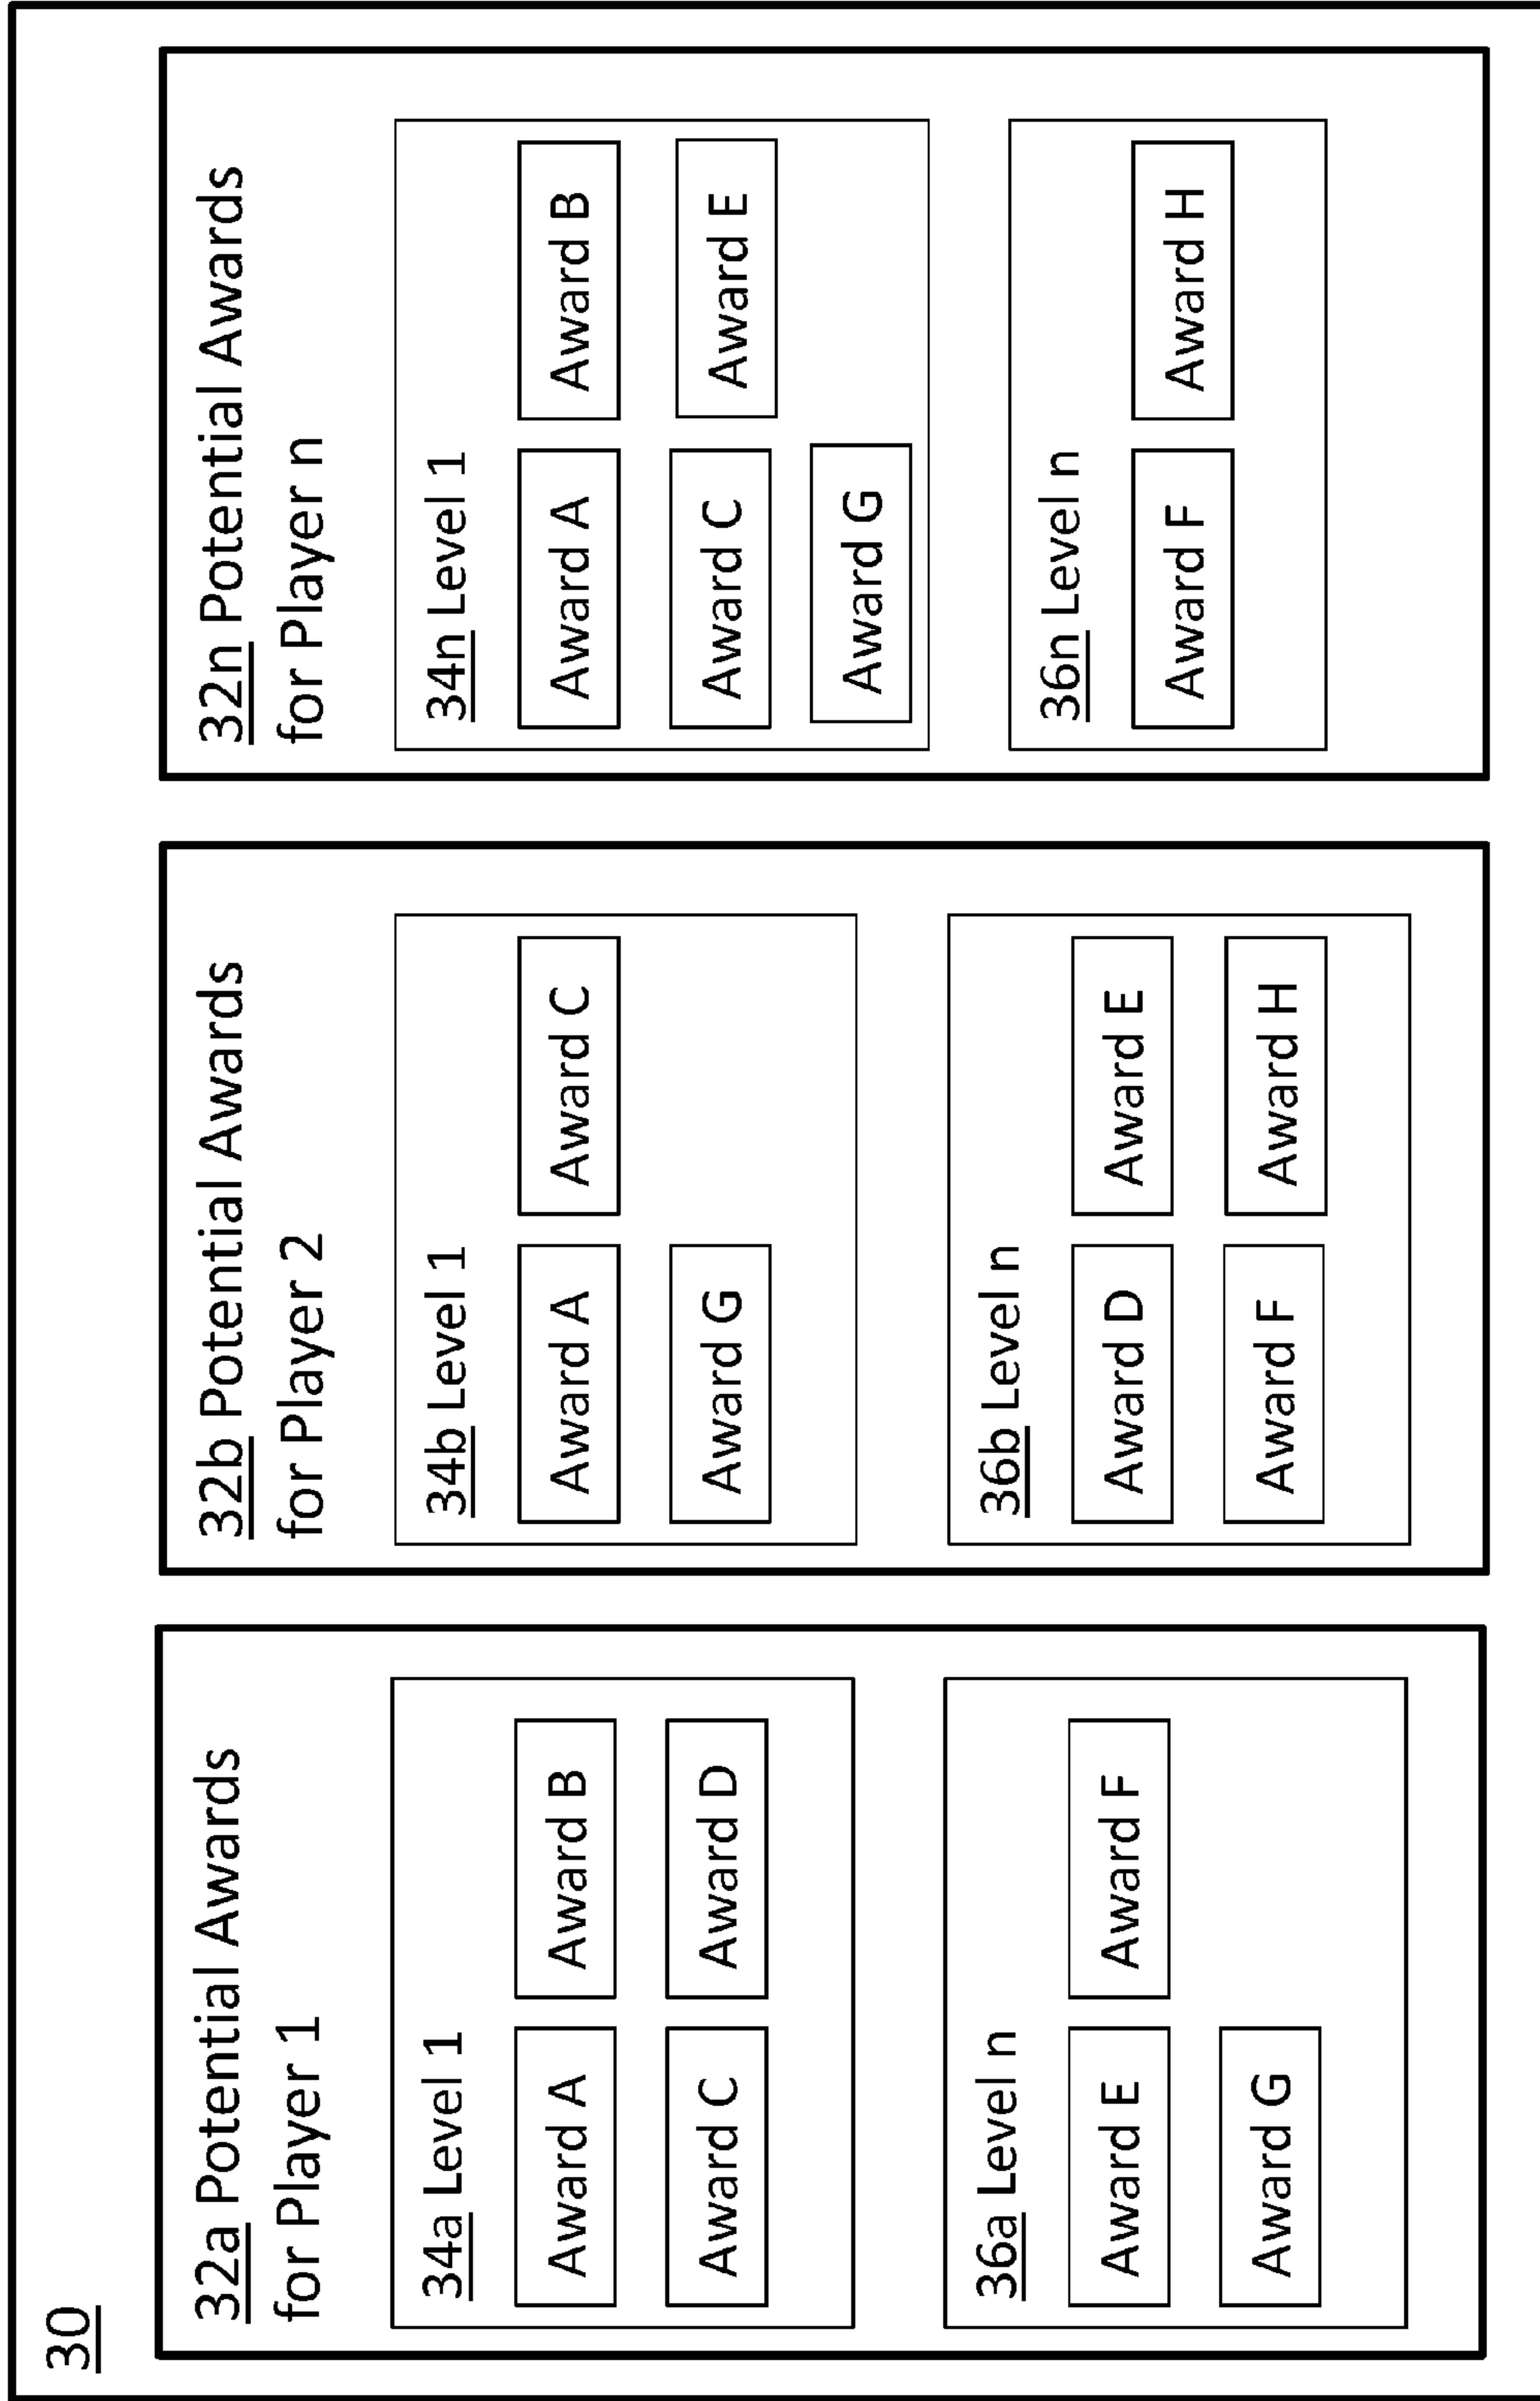 30
32a Potential Awards
for Player 1
34a Level 1
Award A
Award B
Award C
Award D
36a Level n
Award E
Award F
Award G
32b Potential Awards
for Player 2
34b Level 1
Award A
Award C
Award G
36b Level n
Award D
Award E
Award F
Award H
32n Potential Awards
for Player n
34n Level 1
Award A
Award B
Award C
Award E
Award G
36n Level n
Award F
Award H